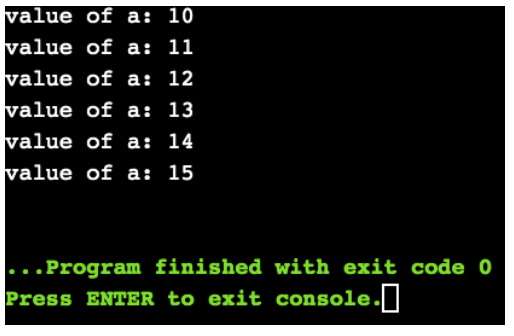 value of a: 10
value of a: 11
value of a: 12
value of a: 13
value of a: 14
value of a: 15
...Program finished with exit code 0
Press ENTER to exit console.